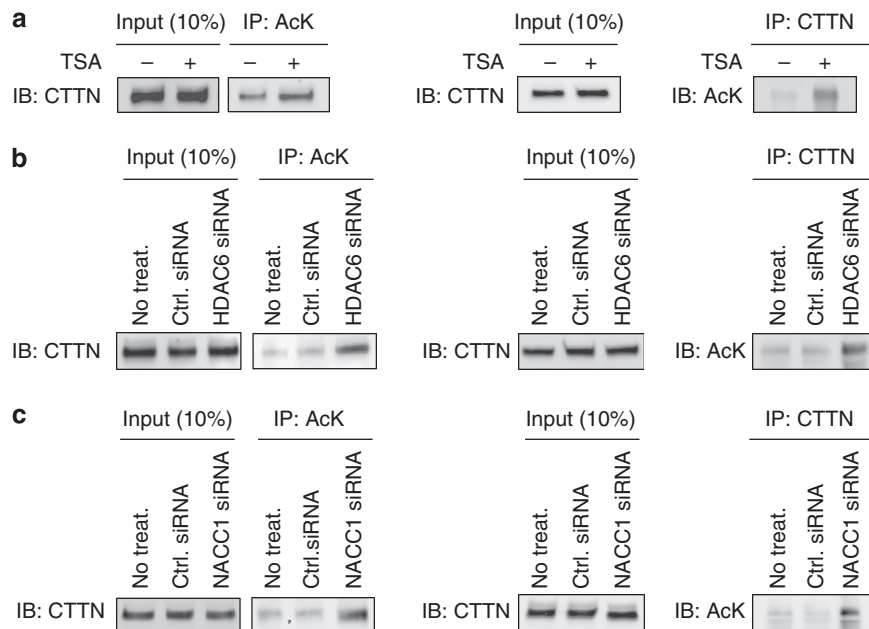 a
Input (10%) IP: AcK Input (10%) IP: CTTN
TSA – + – + TSA – + TSA – +
IB: CTTN IB: CTTN IB: AcK
b
Input (10%) IP: AcK Input (10%) IP: CTTN
No treat. Ctrl. siRNA HDAC6 siRNA No treat. Ctrl. siRNA HDAC6 siRNA No treat. Ctrl. siRNA HDAC6 siRNA No treat. Ctrl. siRNA HDAC6 siRNA
IB: CTTN IB: CTTN IB: AcK
c
Input (10%) IP: AcK Input (10%) IP: CTTN
No treat. Ctrl. siRNA NACC1 siRNA No treat. Ctrl.siRNA NACC1 siRNA No treat. Ctrl. siRNA NACC1 siRNA No treat. Ctrl. siRNA NACC1 siRNA
IB: CTTN IB: CTTN IB: AcK